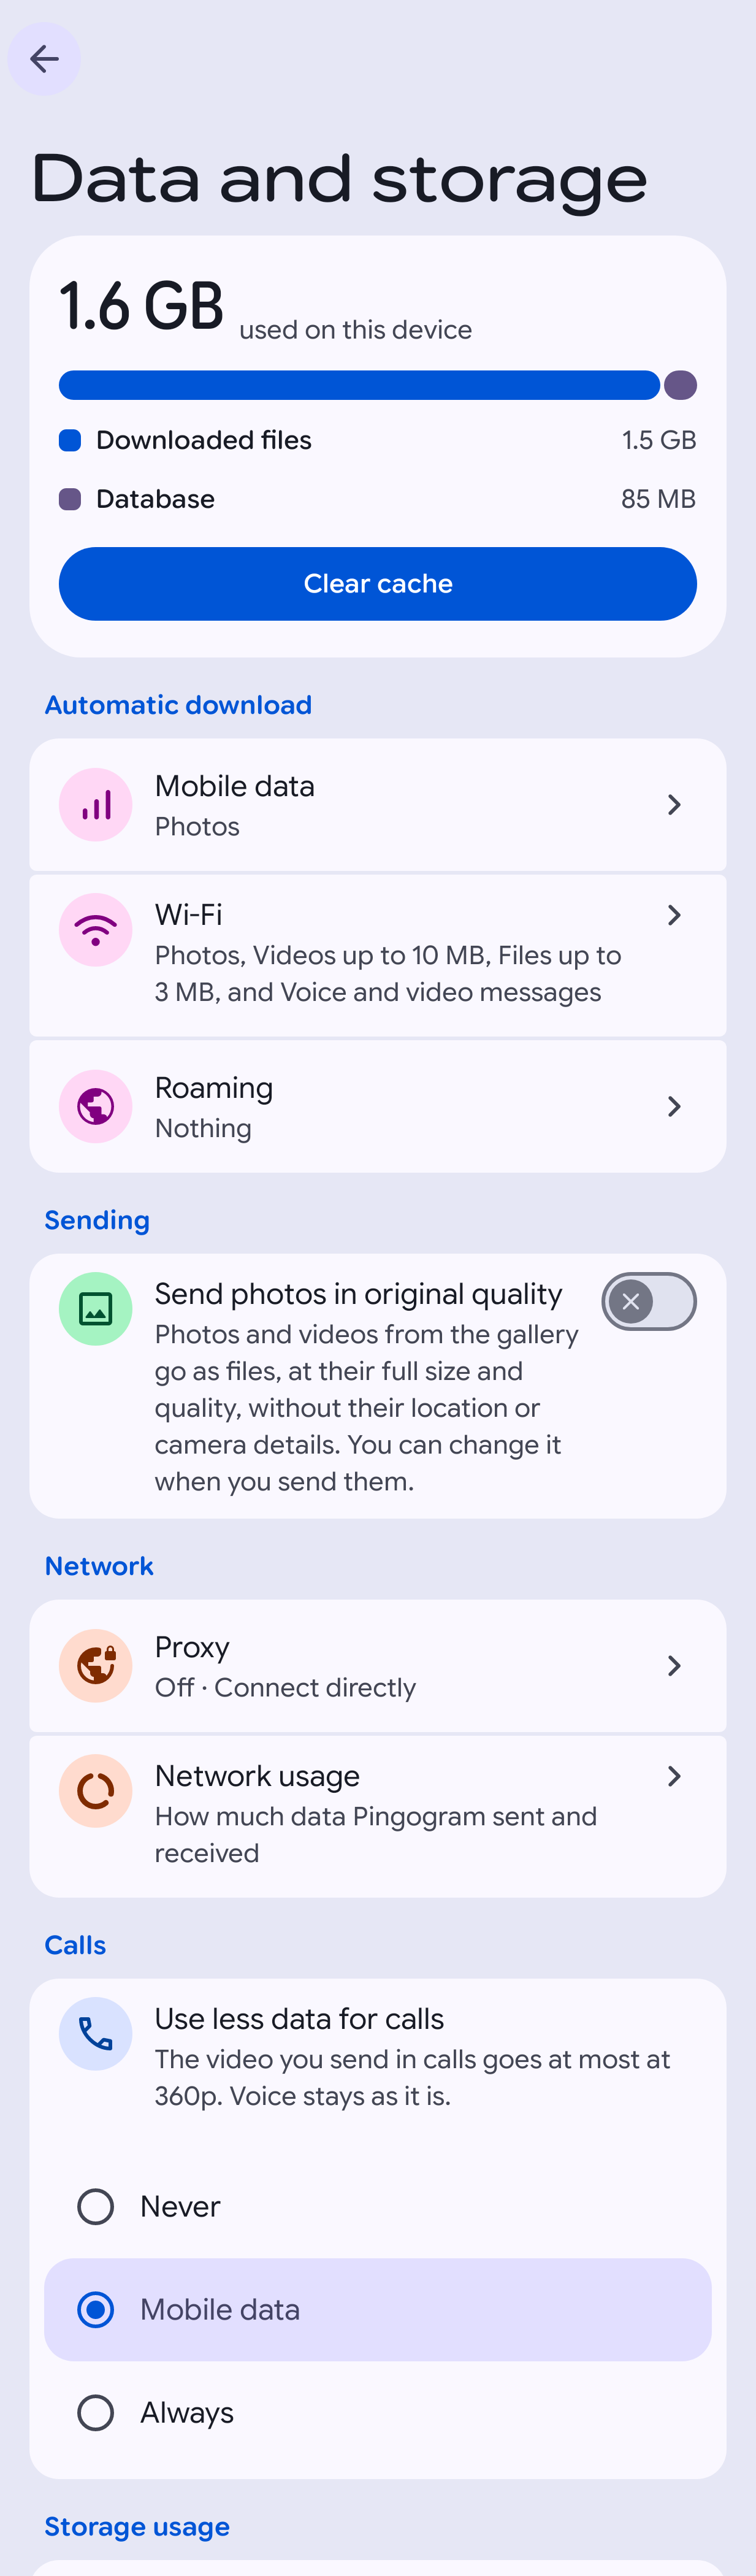 Data and storage
1.6 GB used on this device
Downloaded files 1.5 GB
Database 85 MB
Clear cache
Automatic download
Mobile data
Photos
Wi-Fi
Photos, Videos up to 10 MB, Files up to
3 MB, and Voice and video messages
Roaming
Nothing
Sending
Send photos in original quality
Photos and videos from the gallery
go as files, at their full size and
quality, without their location or
camera details. You can change it
when you send them.
Network
Proxy
Off · Connect directly
Network usage
How much data Pingogram sent and
received
Calls
Use less data for calls
The video you send in calls goes at most at
360p. Voice stays as it is.
Never
Mobile data
Always
Storage usage